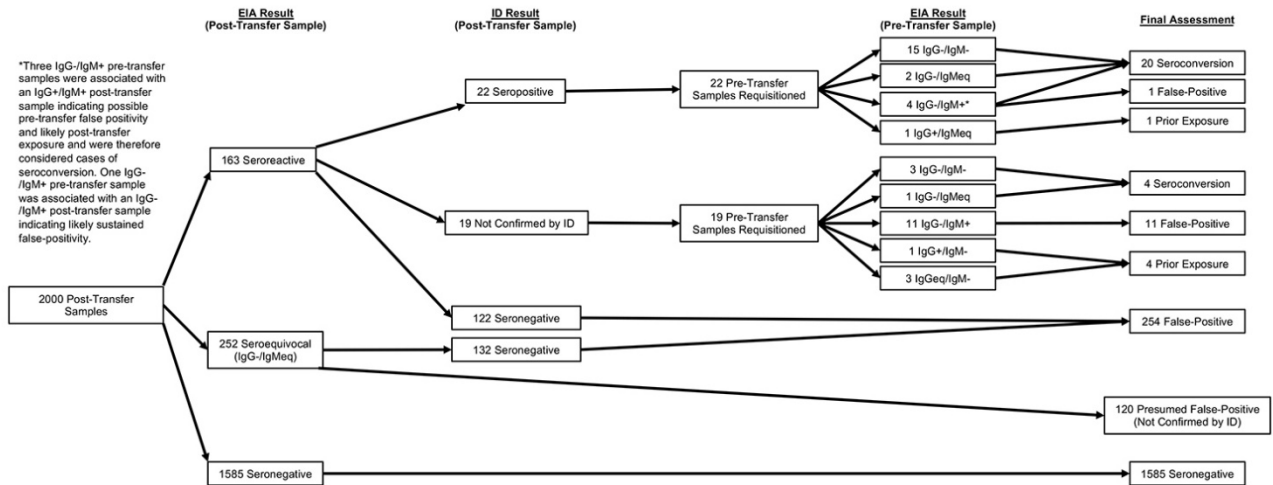 EIA Result
(Post-Transfer Sample)
ID Result
(Post-Transfer Sample)
EIA Result
(Pre-Transfer Sample)
Final Assessment
*Three IgG-/IgM+ pre-transfer
samples were associated with
an IgG+/IgM+ post-transfer
sample indicating possible
pre-transfer false positivity
and likely post-transfer
exposure and were therefore
considered cases of
seroconversion. One IgG-
/IgM+ pre-transfer sample
was associated with an IgG-
/IgM+ post-transfer sample
indicating likely sustained
false-positivity.
2000 Post-Transfer
Samples
163 Seroreactive
252 Seroequivocal
(IgG-/IgMeq)
1585 Seronegative
22 Seropositive
19 Not Confirmed by ID
122 Seronegative
132 Seronegative
22 Pre-Transfer
Samples Requisitioned
19 Pre-Transfer
Samples Requisitioned
15 IgG-/IgM-
2 IgG-/IgMeq
4 IgG-/IgM+*
1 IgG+/IgMeq
3 IgG-/IgM-
1 IgG-/IgMeq
11 IgG-/IgM+
1 IgG+/IgM-
3 IgGeq/IgM-
20 Seroconversion
1 False-Positive
1 Prior Exposure
4 Seroconversion
11 False-Positive
4 Prior Exposure
254 False-Positive
120 Presumed False-Positive
(Not Confirmed by ID)
1585 Seronegative